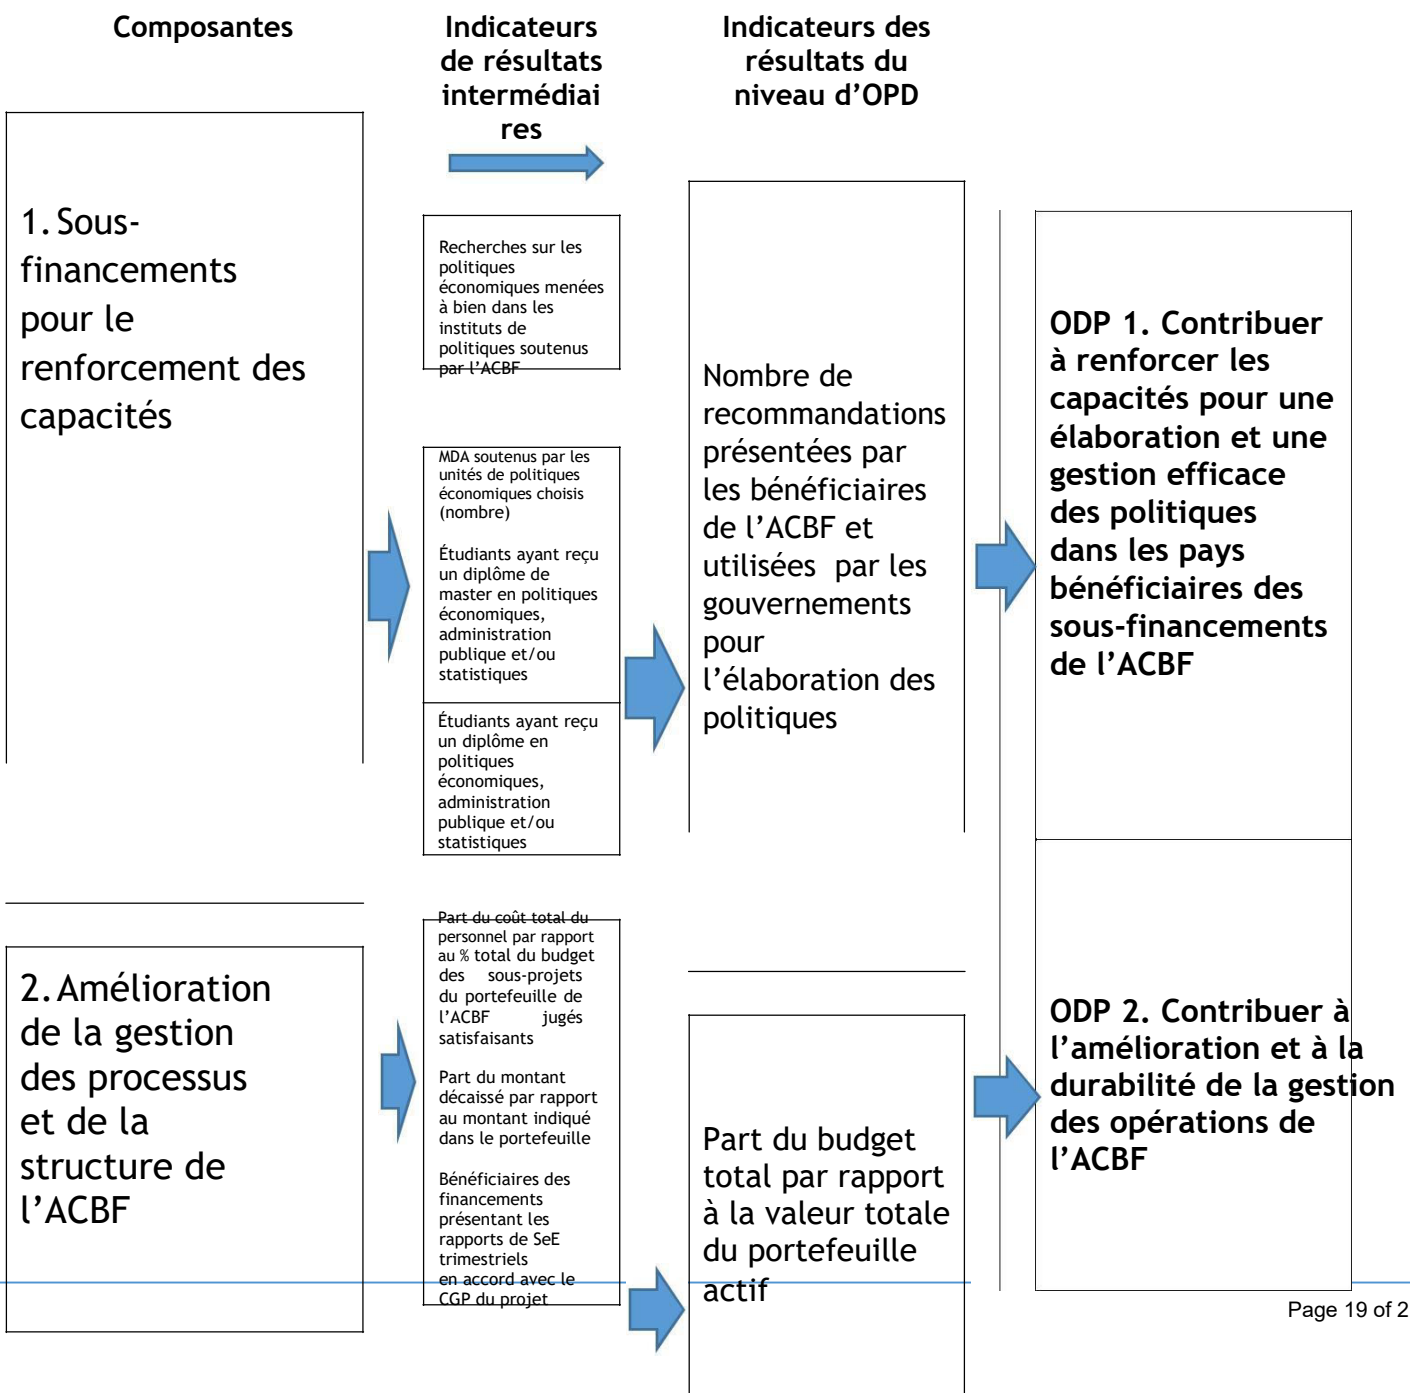 Composantes
Indicateurs
de résultats
intermédiai
res
Indicateurs des
résultats du
niveau d’OPD
1. Sous-
financements
pour le
renforcement des
capacités
Recherches sur les
politiques
économiques menées
à bien dans les
instituts de
politiques soutenus
par l’ACBF
MDA soutenus par les
unités de politiques
économiques choisis
(nombre)
Étudiants ayant reçu
un diplôme de
master en politiques
économiques,
administration
publique et/ou
statistiques
Étudiants ayant reçu
un diplôme en
politiques
économiques,
administration
publique et/ou
statistiques
Nombre de
recommandations
présentées par
les bénéficiaires
de l’ACBF et
utilisées par les
gouvernements
pour
l’élaboration des
politiques
ODP 1. Contribuer
à renforcer les
capacités pour une
élaboration et une
gestion efficace
des politiques
dans les pays
bénéficiaires des
sous-financements
de l’ACBF
2. Amélioration
de la gestion
des processus
et de la
structure de
l’ACBF
Part du coût total du
personnel par rapport
au % total du budget
des sous-projets
du portefeuille de
l’ACBF jugés
satisfaisants
Part du montant
décaissé par rapport
au montant indiqué
dans le portefeuille
Bénéficiaires des
financements
présentant les
rapports de SeE
trimestriels
en accord avec le
CGP du projet
Part du budget
total par rapport
à la valeur totale
du portefeuille
actif
ODP 2. Contribuer à
l’amélioration et à la
durabilité de la gestion
des opérations de
l’ACBF
Page 19 of 2